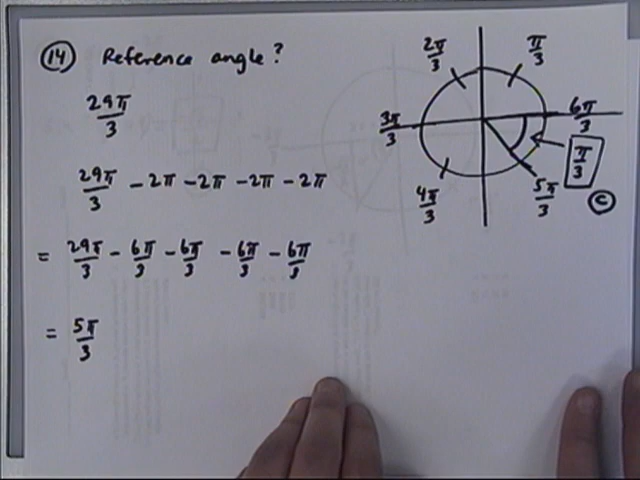 14 Reference angle?
29π/3
29π/3 - 2π - 2π - 2π - 2π
= 29π/3 - 6π/3 - 6π/3 - 6π/3 - 6π/3
= 5π/3
2π/3 π/3
3π/3 6π/3
π/3
4π/3 5π/3
C